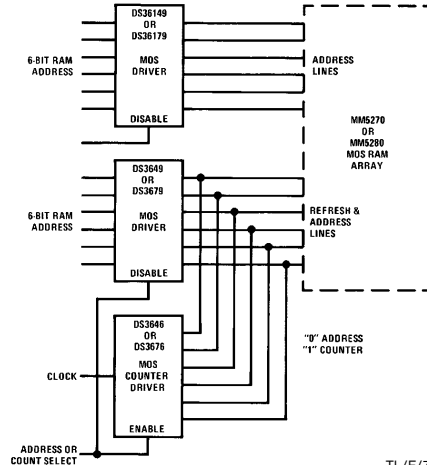 DS36149
OR
DS36179
6-BIT RAM
ADDRESS
MOS
DRIVER
DISABLE
ADDRESS
LINES
MM5270
OR
MM5280
MOS RAM
ARRAY
DS3649
OR
DS3679
6-BIT RAM
ADDRESS
MOS
DRIVER
DISABLE
REFRESH &
ADDRESS
LINES
DS3646
OR
DS3676
MOS
COUNTER
DRIVER
ENABLE
"0" ADDRESS
"1" COUNTER
CLOCK
ADDRESS OR
COUNT SELECT